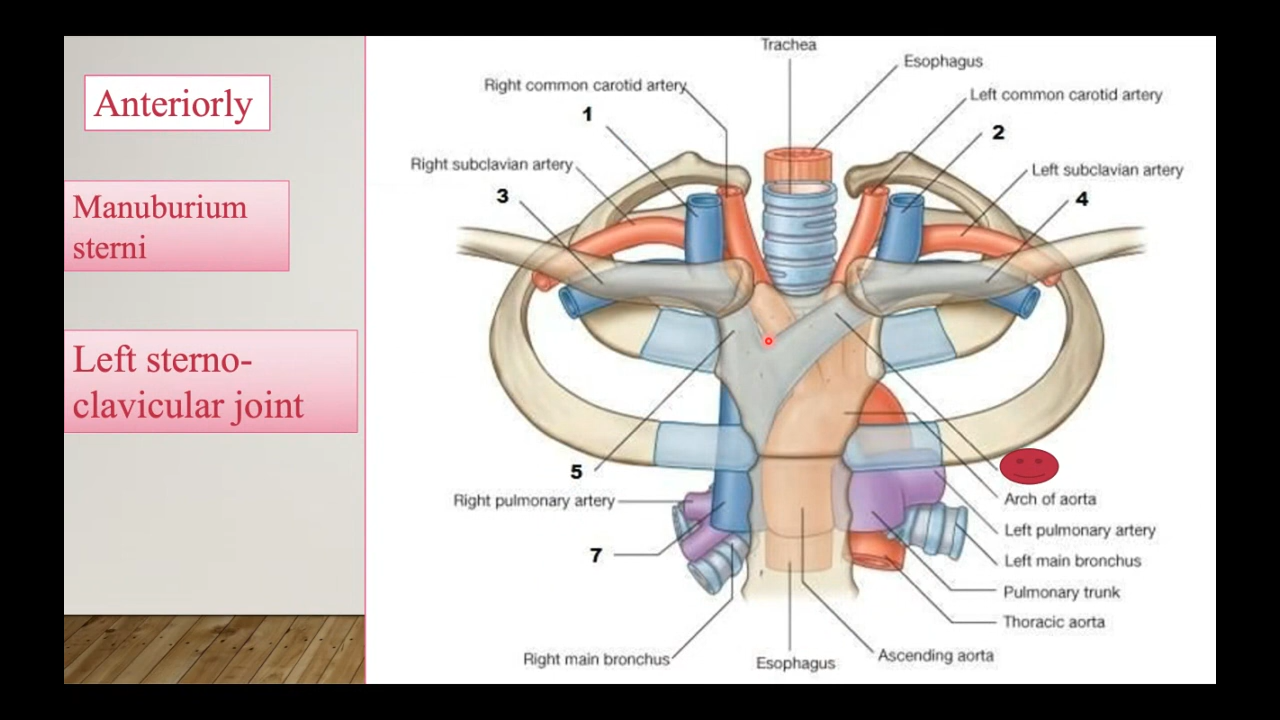 Anteriorly
Manuburium
sterni
Left sterno-
clavicular joint
Trachea
Esophagus
Right common carotid artery
Left common carotid artery
1
2
Right subclavian artery
Left subclavian artery
3
4
5
Right pulmonary artery
Arch of aorta
Left pulmonary artery
7
Left main bronchus
Pulmonary trunk
Thoracic aorta
Right main bronchus
Esophagus
Ascending aorta